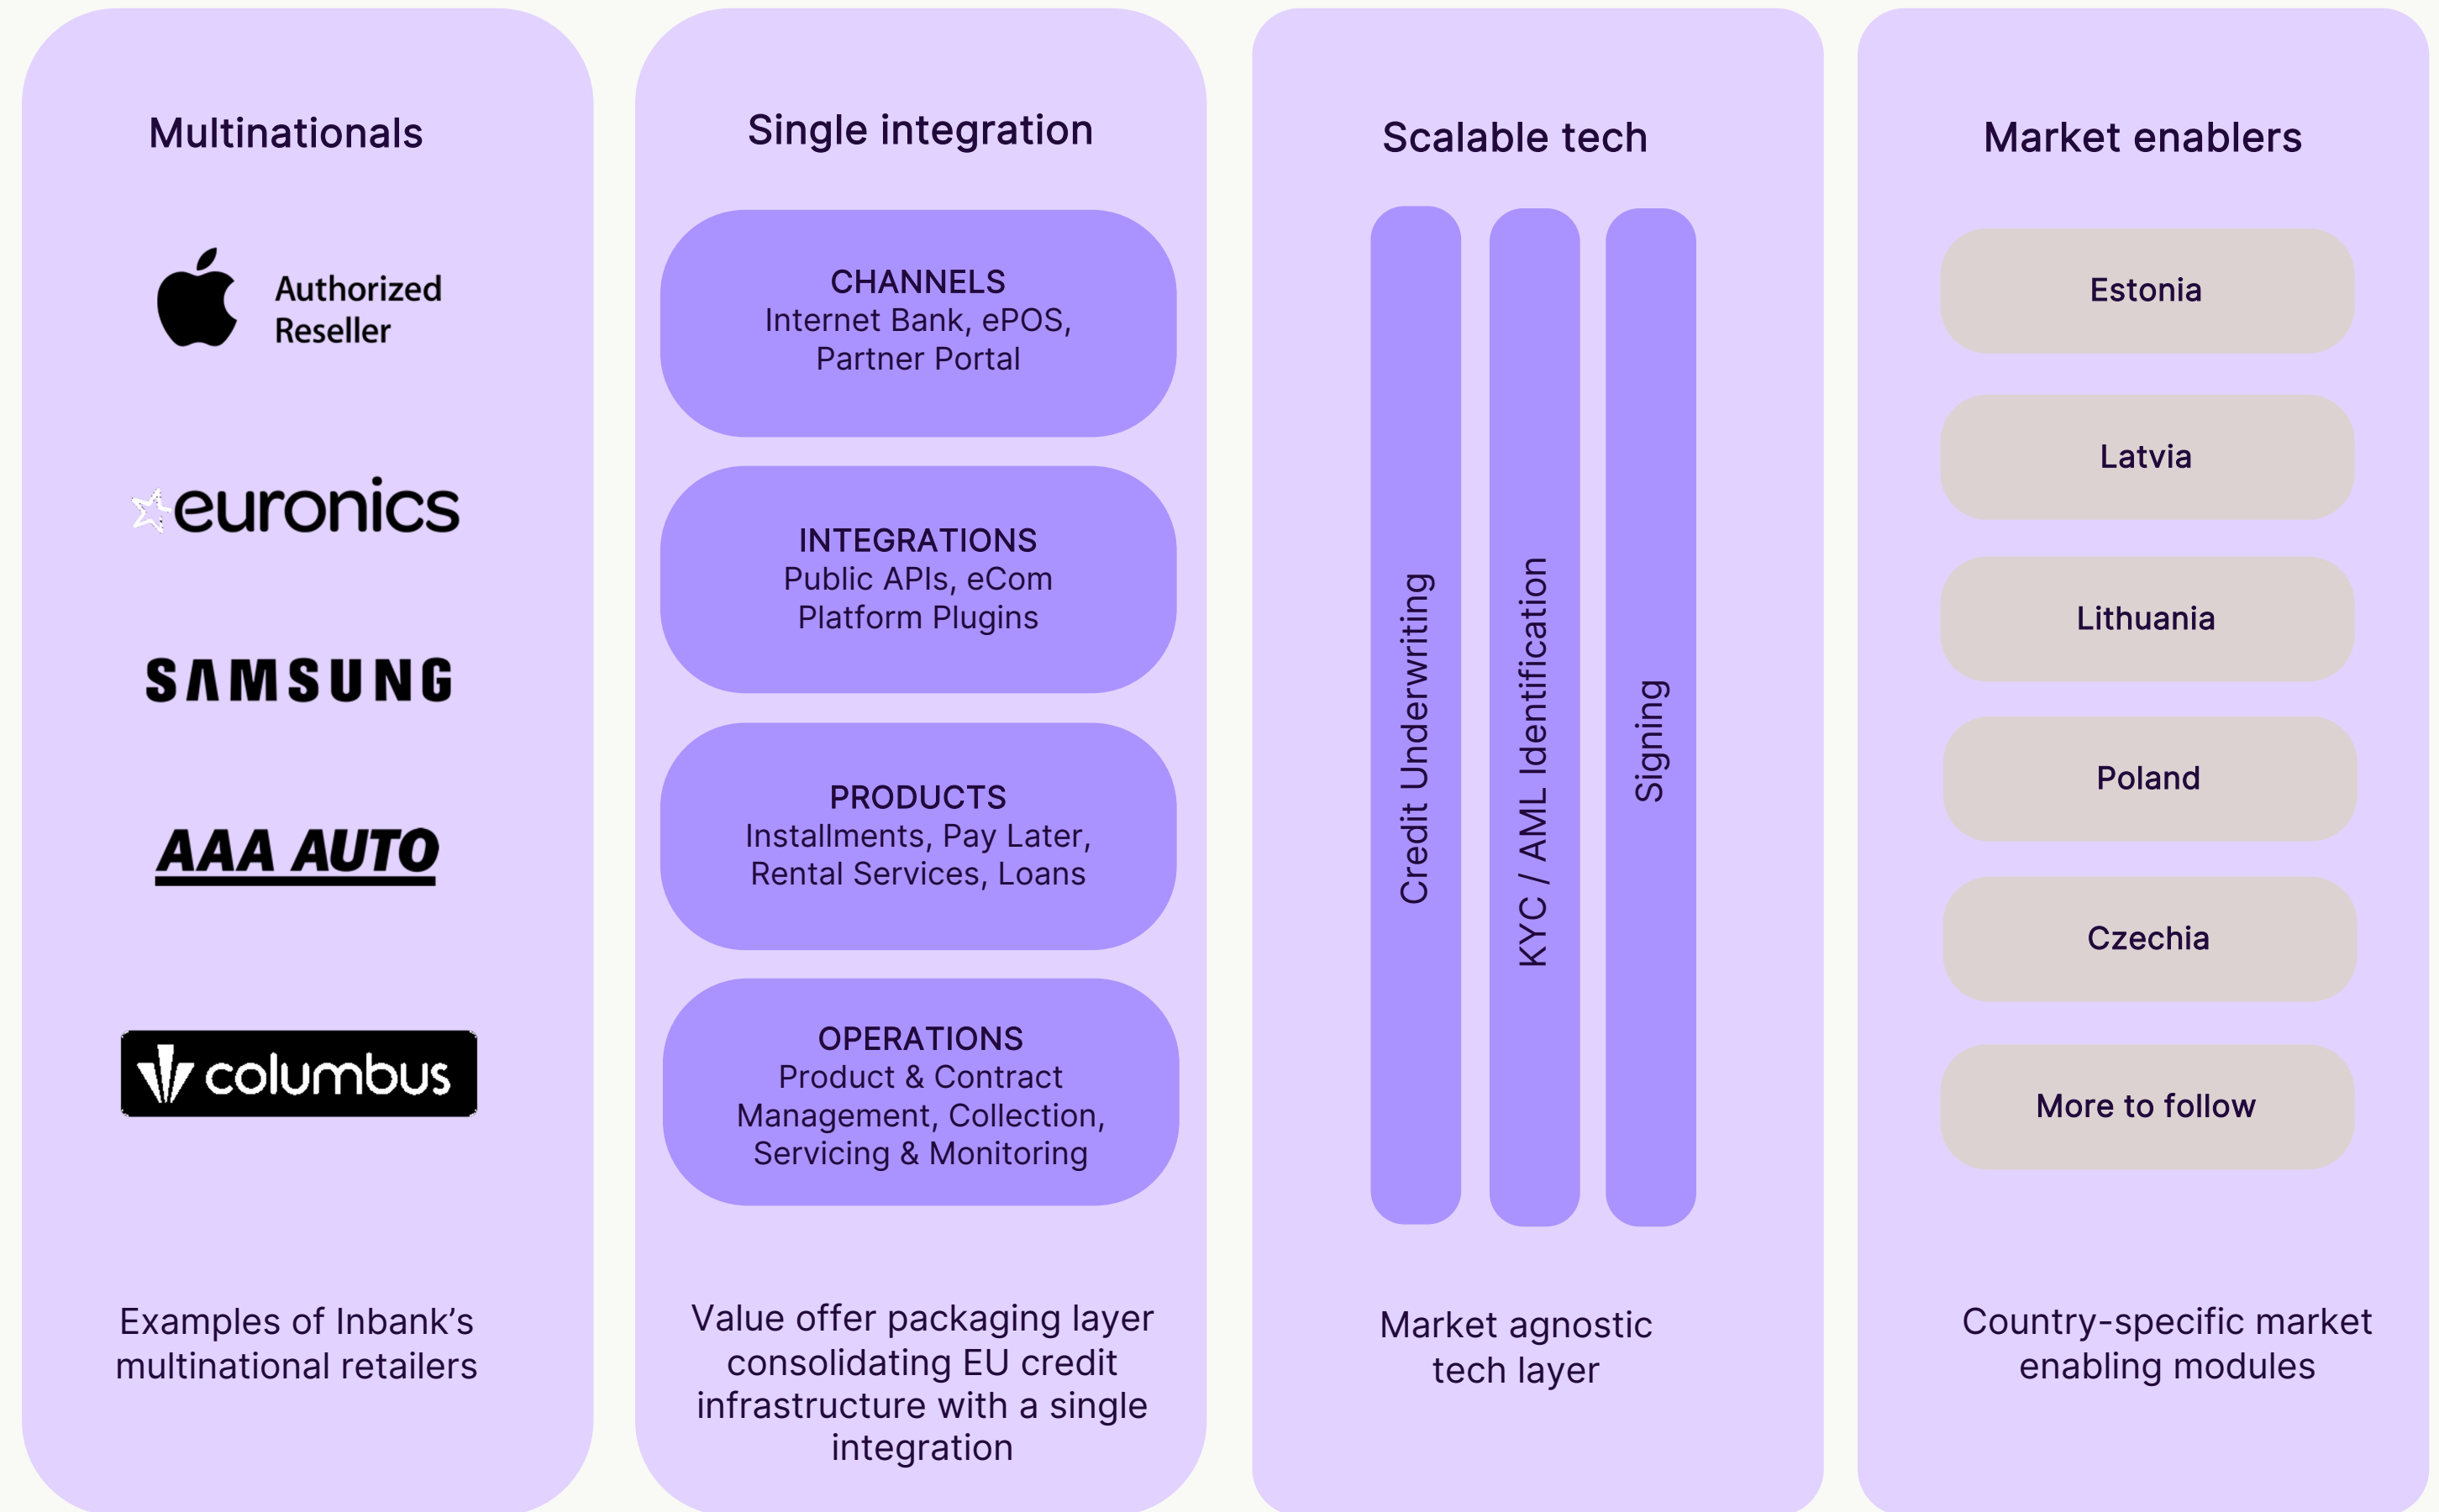 Multinationals
Authorized
Reseller
euronics
SAMSUNG
AAA AUTO
columbus
Examples of Inbank’s
multinational retailers
Single integration
CHANNELS
Internet Bank, ePOS,
Partner Portal
INTEGRATIONS
Public APIs, eCom
Platform Plugins
PRODUCTS
Installments, Pay Later,
Rental Services, Loans
OPERATIONS
Product & Contract
Management, Collection,
Servicing & Monitoring
Value offer packaging layer
consolidating EU credit
infrastructure with a single
integration
Scalable tech
Credit Underwriting
KYC / AML Identification
Signing
Market agnostic
tech layer
Market enablers
Estonia
Latvia
Lithuania
Poland
Czechia
More to follow
Country-specific market
enabling modules